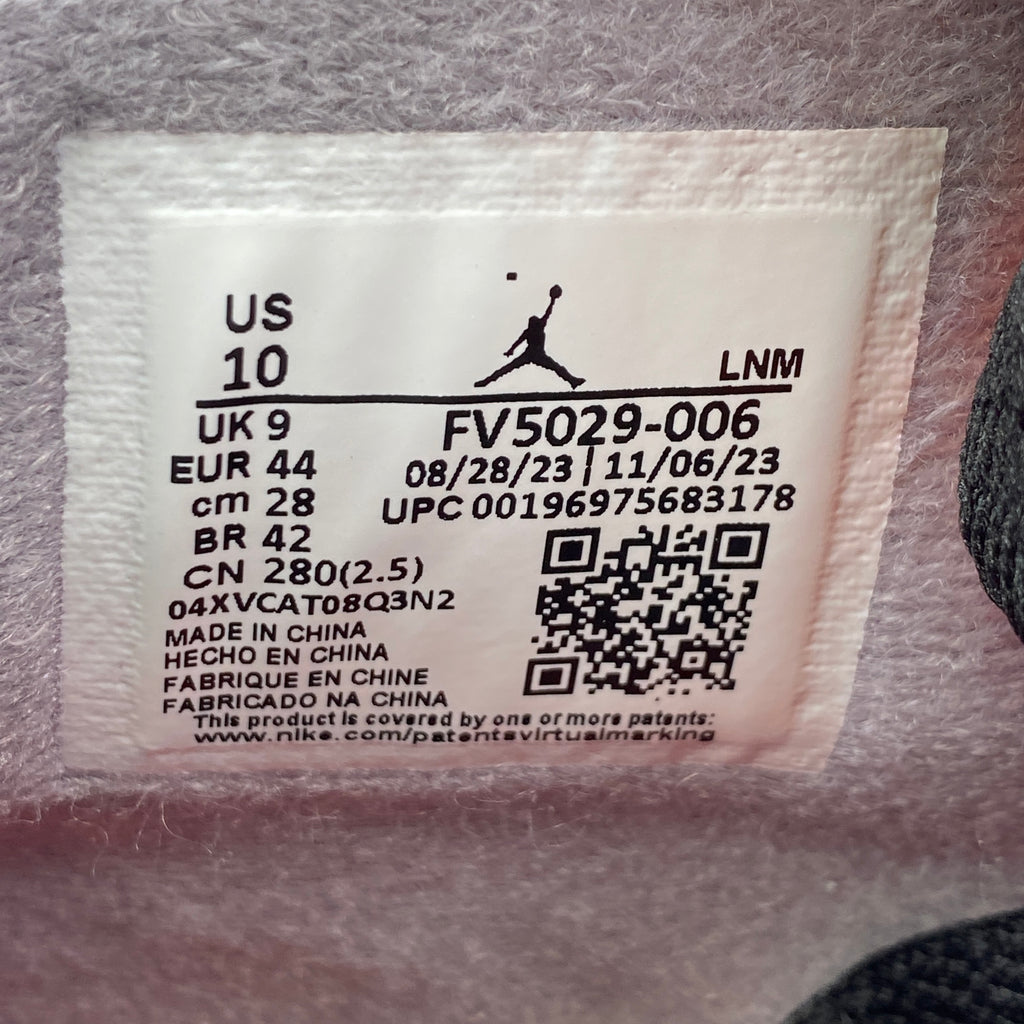 US
10
LNM
UK 9
FV5029-006
EUR 44
08/28/23 | 11/06/23
cm 28
UPC 00196975683178
BR 42
CN 280(2.5)
04XVCAT08Q3N2
MADE IN CHINA
HECHO EN CHINA
FABRIQUE EN CHINE
FABRICADO NA CHINA
This product is covered by one or more patents:
www.nike.com/patentsvirtualmarking